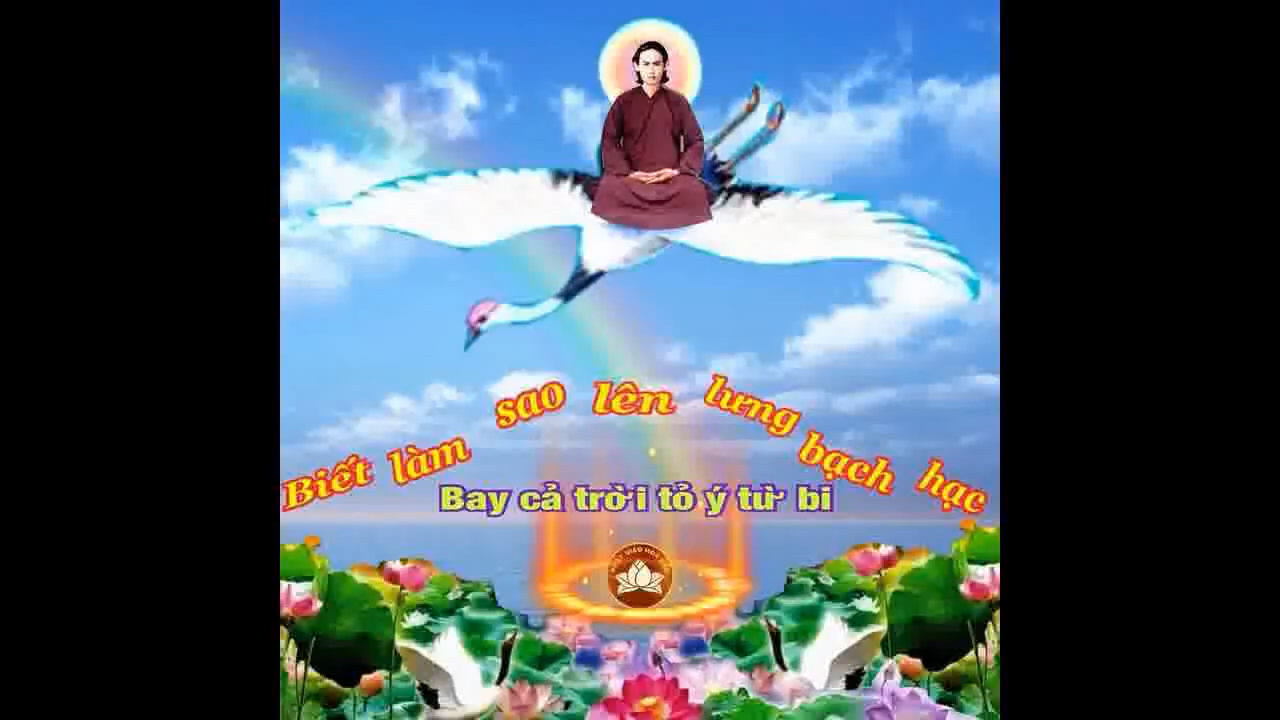 Biết làm sao lên lưng bạch hạc
Bay cả trời tỏ ý từ bi